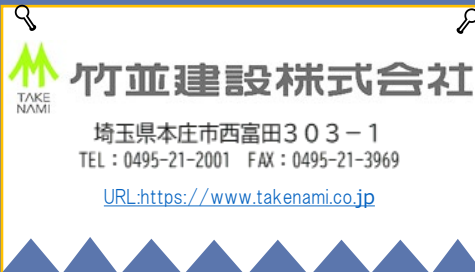 TAKE
NAMI
竹並建設株式会社
埼玉県本庄市西富田３０３－１
TEL：0495-21-2001　FAX：0495-21-3969
URL:https://www.takenami.co.jp